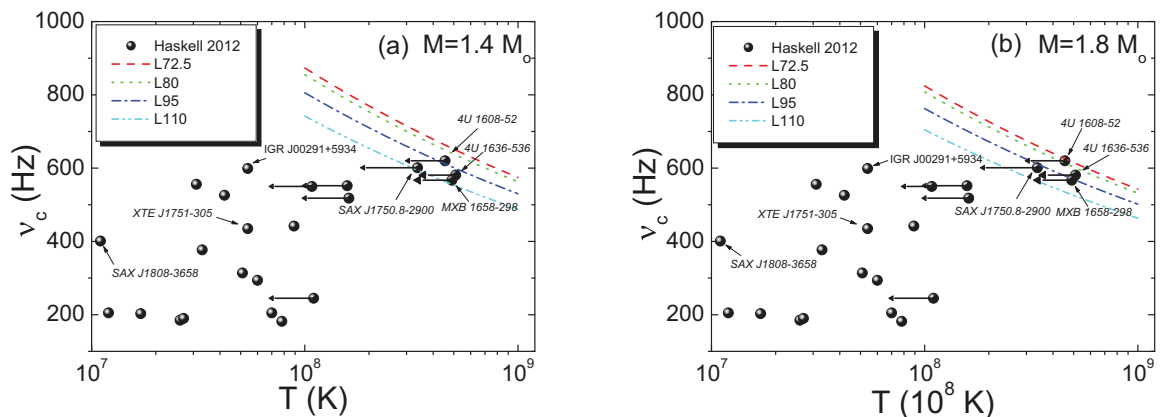 1000
800
600
400
200
ν_c (Hz)
Haskell 2012
L72.5
L80
L95
L110
(a) M=1.4 M_o
4U 1608-52
4U 1636-536
IGR J00291+5934
SAX J1750.8-2900
MXB 1658-298
XTE J1751-305
SAX J1808-3658
10^7
10^8
10^9
T (K)
1000
800
600
400
200
ν_c (Hz)
Haskell 2012
L72.5
L80
L95
L110
(b) M=1.8 M_o
4U 1608-52
4U 1636-536
IGR J00291+5934
SAX J1750.8-2900
MXB 1658-298
XTE J1751-305
SAX J1808-3658
10^7
10^8
10^9
T (10^8 K)